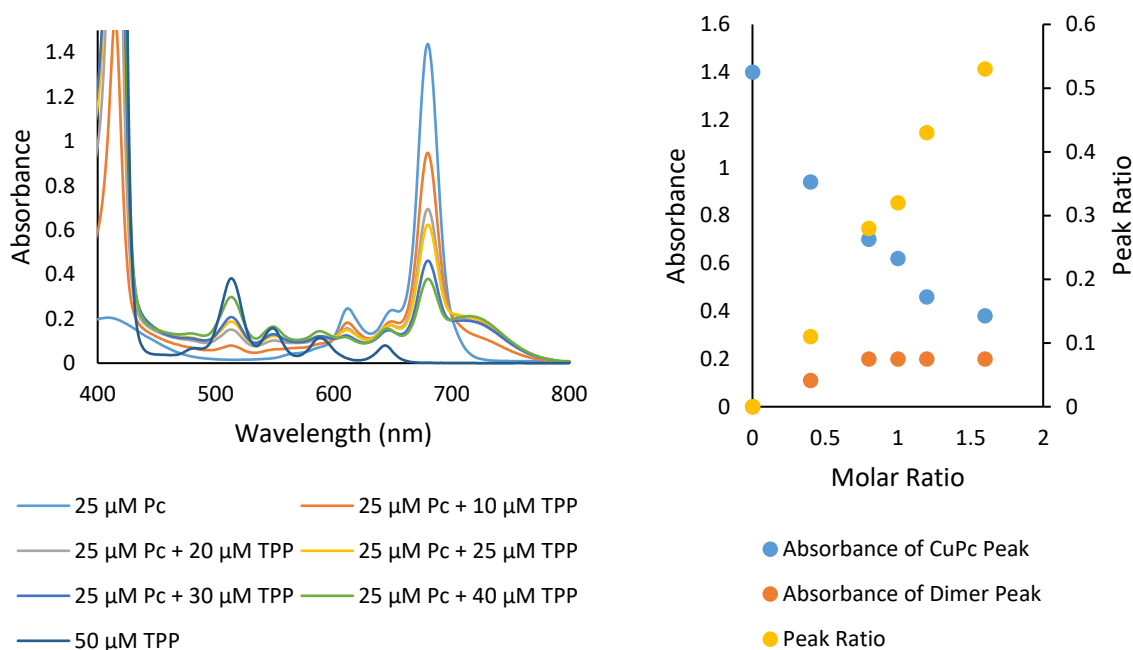 1.4
1.2
1
0.8
0.6
0.4
0.2
0
Absorbance
400 500 600 700 800
Wavelength (nm)
25 µM Pc
25 µM Pc + 10 µM TPP
25 µM Pc + 20 µM TPP
25 µM Pc + 25 µM TPP
25 µM Pc + 30 µM TPP
25 µM Pc + 40 µM TPP
50 µM TPP
1.6
1.4
1.2
1
0.8
0.6
0.4
0.2
0
Absorbance
0.6
0.5
0.4
0.3
0.2
0.1
0
Peak Ratio
0 0.5 1 1.5 2
Molar Ratio
Absorbance of CuPc Peak
Absorbance of Dimer Peak
Peak Ratio